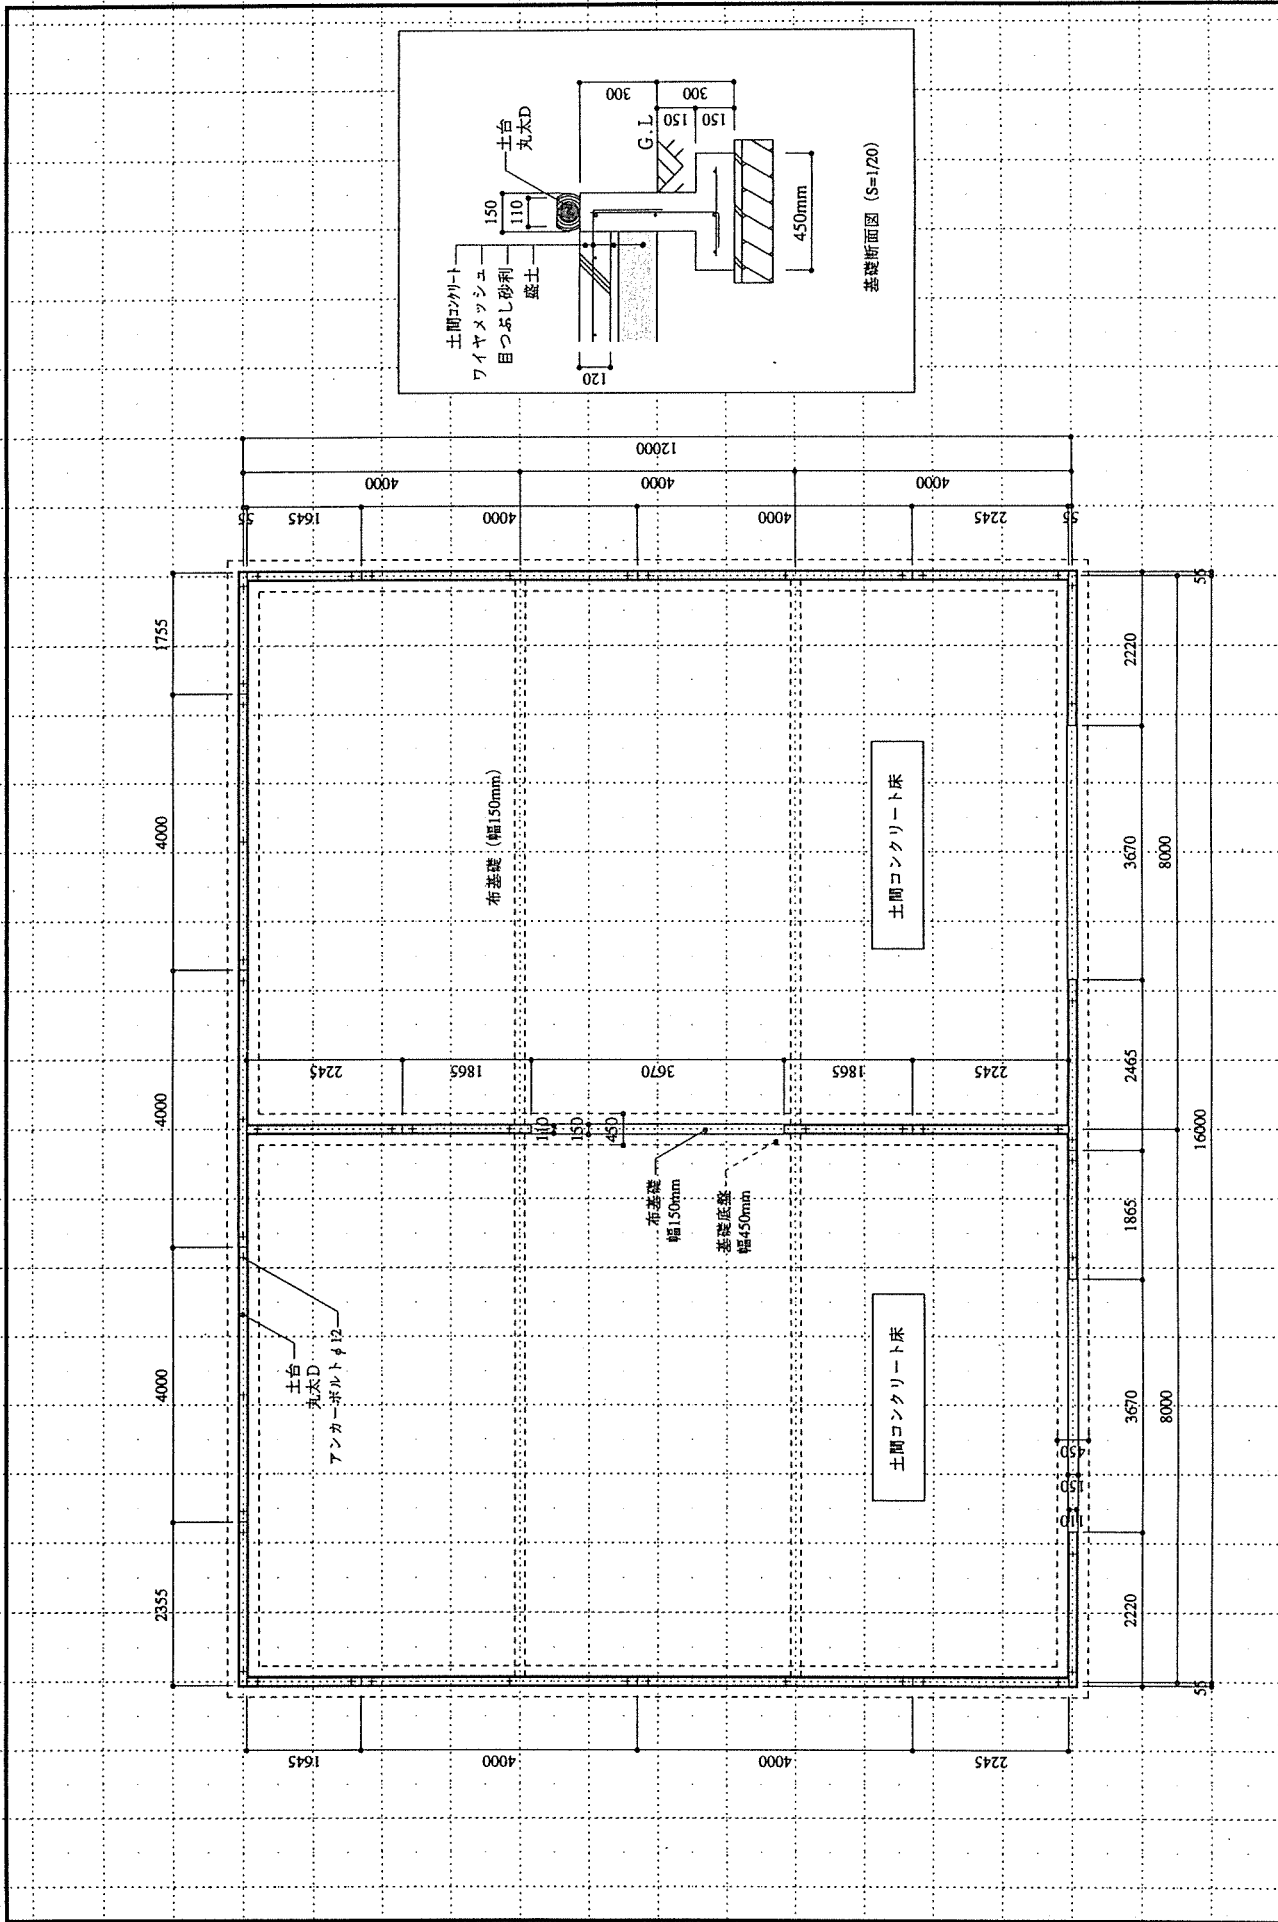 土台
丸太D
土間コンクリート
ワイヤメッシュ
目つぶし砂利
盛土
150
110
120
300
300
150
150
G.L
450mm
基礎断面図 (S=1/20)
12000
4000
4000
4000
55
1645
4000
4000
2245
55
1755
4000
4000
4000
2355
布基礎 (幅150mm)
土間コンクリート床
2245
1865
3670
1865
2245
110
150
450
布基礎
幅150mm
基礎底盤
幅450mm
土台
丸太D
アンカーボルトφ12
土間コンクリート床
450
150
110
55
2220
3670
2465
1865
3670
2220
8000
8000
16000
55
1645
4000
4000
2245